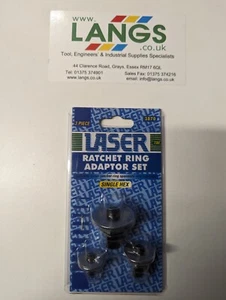 www.
LANGS
.co.uk
Tool, Engineers' & Industrial Supplies Specialists
44 Clarence Road, Grays, Essex RM17 6QL
Tel: 01375 374901 Sales Fax: 01375 374216
www.langs.co.uk email: info@langs.co.uk
3 PIECE
LASER
RATCHET RING
ADAPTOR SET
SINGLE HEX